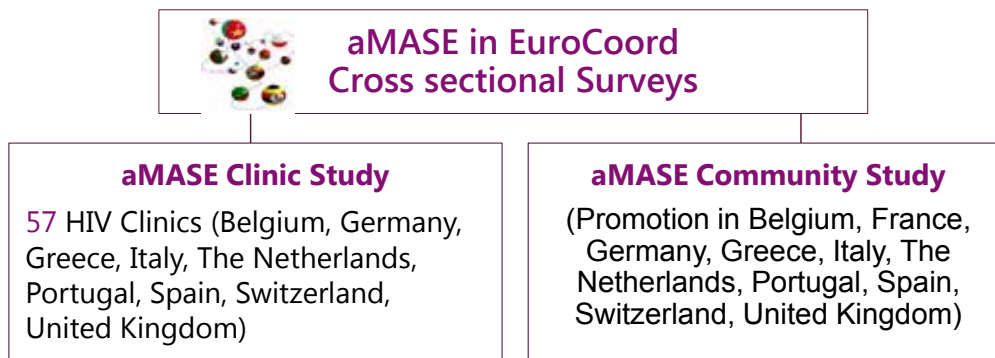 aMASE in EuroCoord
Cross sectional Surveys
aMASE Clinic Study
57 HIV Clinics (Belgium, Germany,
Greece, Italy, The Netherlands,
Portugal, Spain, Switzerland,
United Kingdom)
aMASE Community Study
(Promotion in Belgium, France,
Germany, Greece, Italy, The
Netherlands, Portugal, Spain,
Switzerland, United Kingdom)